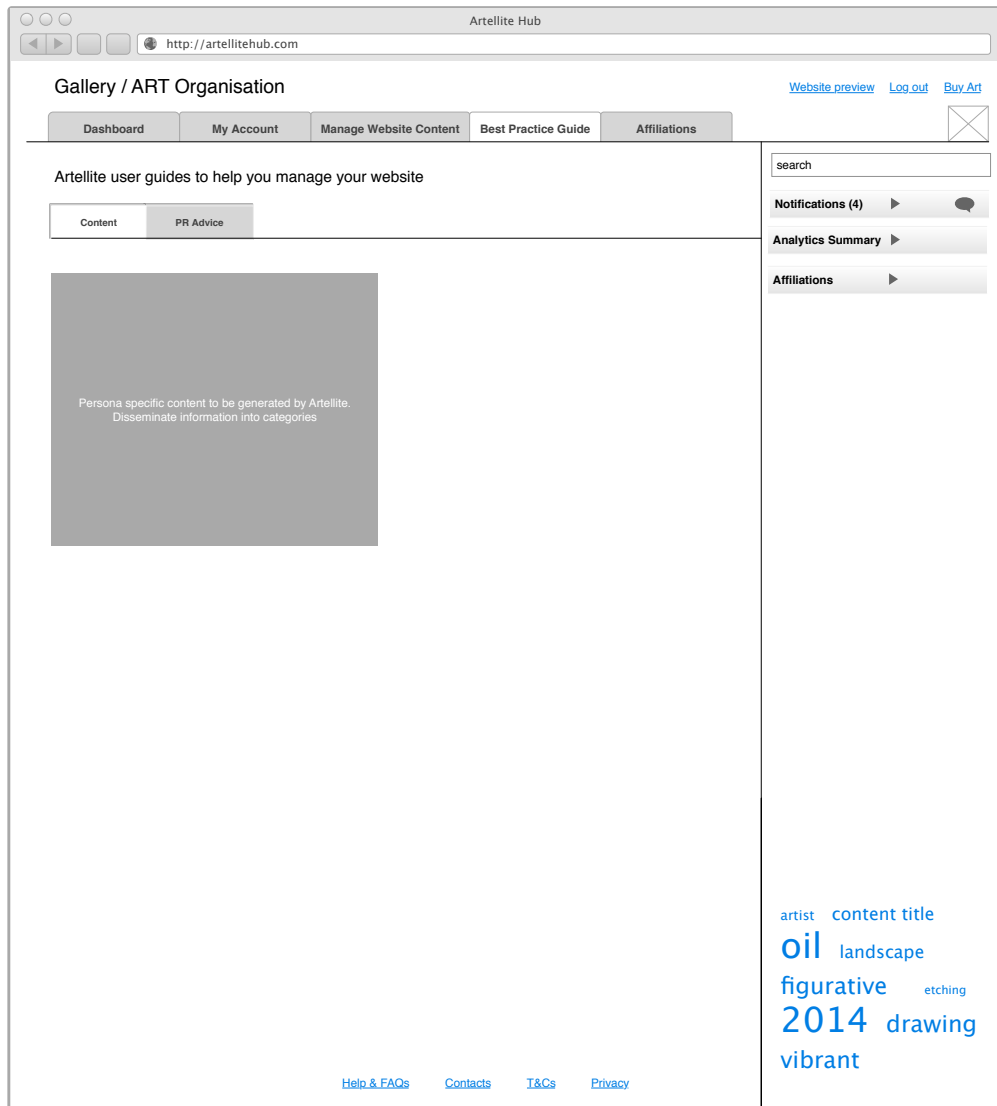 Artellite Hub
http://artellitehub.com
Gallery / ART Organisation
Website preview Log out Buy Art
Dashboard My Account Manage Website Content Best Practice Guide Affiliations
search
Artellite user guides to help you manage your website
Notifications (4)
Content PR Advice
Analytics Summary
Affiliations
Persona specific content to be generated by Artellite.
Disseminate information into categories
artist content title
oil landscape
figurative etching
2014 drawing
vibrant
Help & FAQs Contacts T&Cs Privacy